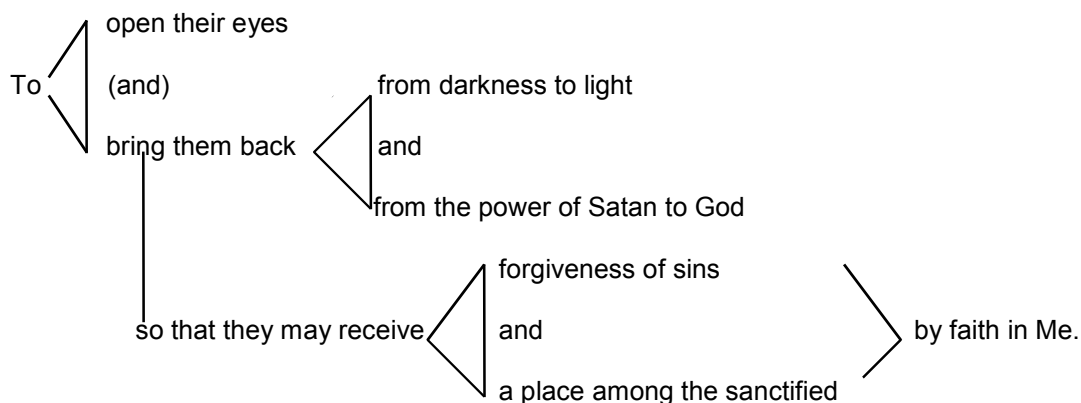 open their eyes
To (and) from darkness to light
bring them back and
from the power of Satan to God
forgiveness of sins
so that they may receive and by faith in Me.
a place among the sanctified